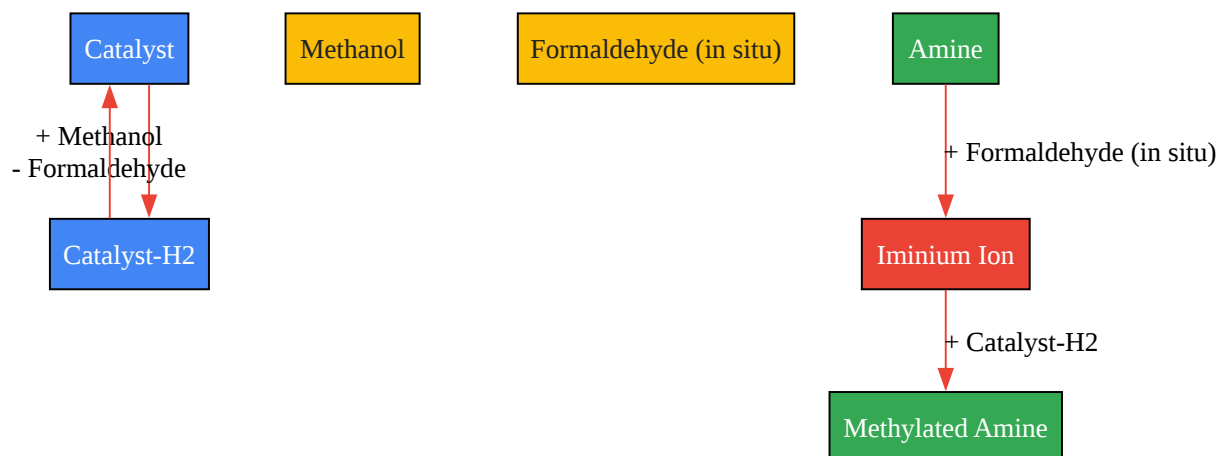 Catalyst
Methanol
Formaldehyde (in situ)
Amine
+ Methanol
- Formaldehyde
+ Formaldehyde (in situ)
Catalyst-H2
Iminium Ion
+ Catalyst-H2
Methylated Amine